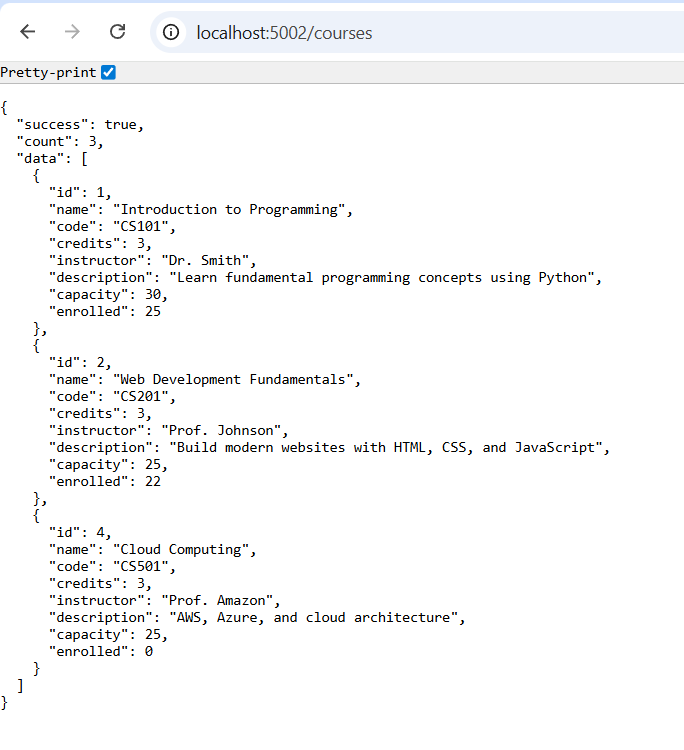 localhost:5002/courses
Pretty-print
{
  "success": true,
  "count": 3,
  "data": [
    {
      "id": 1,
      "name": "Introduction to Programming",
      "code": "CS101",
      "credits": 3,
      "instructor": "Dr. Smith",
      "description": "Learn fundamental programming concepts using Python",
      "capacity": 30,
      "enrolled": 25
    },
    {
      "id": 2,
      "name": "Web Development Fundamentals",
      "code": "CS201",
      "credits": 3,
      "instructor": "Prof. Johnson",
      "description": "Build modern websites with HTML, CSS, and JavaScript",
      "capacity": 25,
      "enrolled": 22
    },
    {
      "id": 4,
      "name": "Cloud Computing",
      "code": "CS501",
      "credits": 3,
      "instructor": "Prof. Amazon",
      "description": "AWS, Azure, and cloud architecture",
      "capacity": 25,
      "enrolled": 0
    }
  ]
}